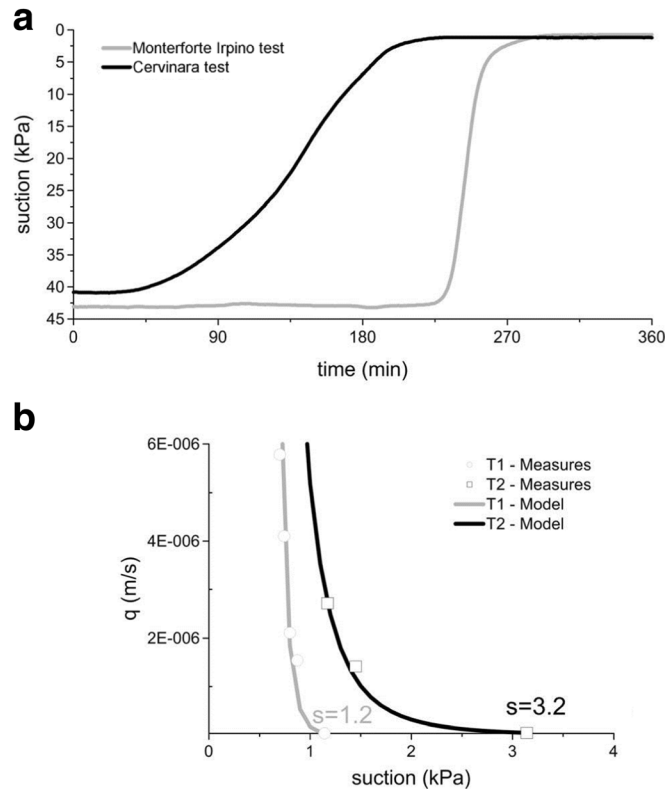 a
0
5
10
15
20
25
30
35
40
45
suction (kPa)
Monterforte Irpino test
Cervinara test
0
90
180
270
360
time (min)
b
6E-006
4E-006
2E-006
q (m/s)
T1 - Measures
T2 - Measures
T1 - Model
T2 - Model
s=1.2
s=3.2
0
1
2
3
4
suction (kPa)